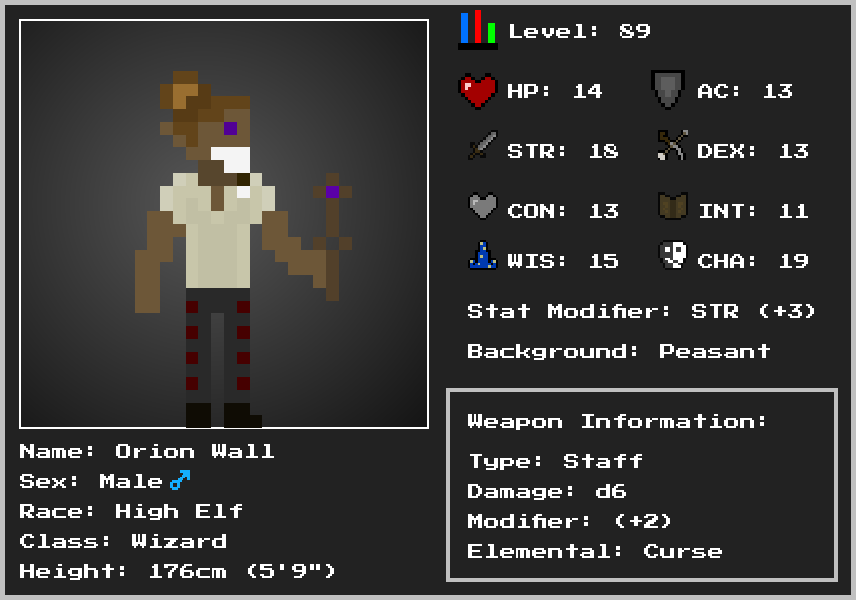 Level: 89
HP: 14 AC: 13
STR: 18 DEX: 13
CON: 13 INT: 11
WIS: 15 CHA: 19
Stat Modifier: STR (+3)
Background: Peasant
Weapon Information:
Type: Staff
Damage: d6
Modifier: (+2)
Elemental: Curse
Name: Orion Wall
Sex: Male♂
Race: High Elf
Class: Wizard
Height: 176cm (5'9")